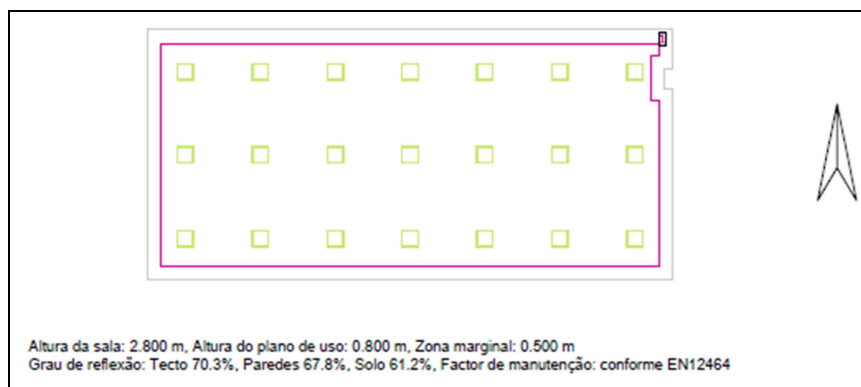 1
Altura da sala: 2.800 m, Altura do plano de uso: 0.800 m, Zona marginal: 0.500 m
Grau de reflexão: Tecto 70.3%, Paredes 67.8%, Solo 61.2%, Factor de manutenção: conforme EN12464